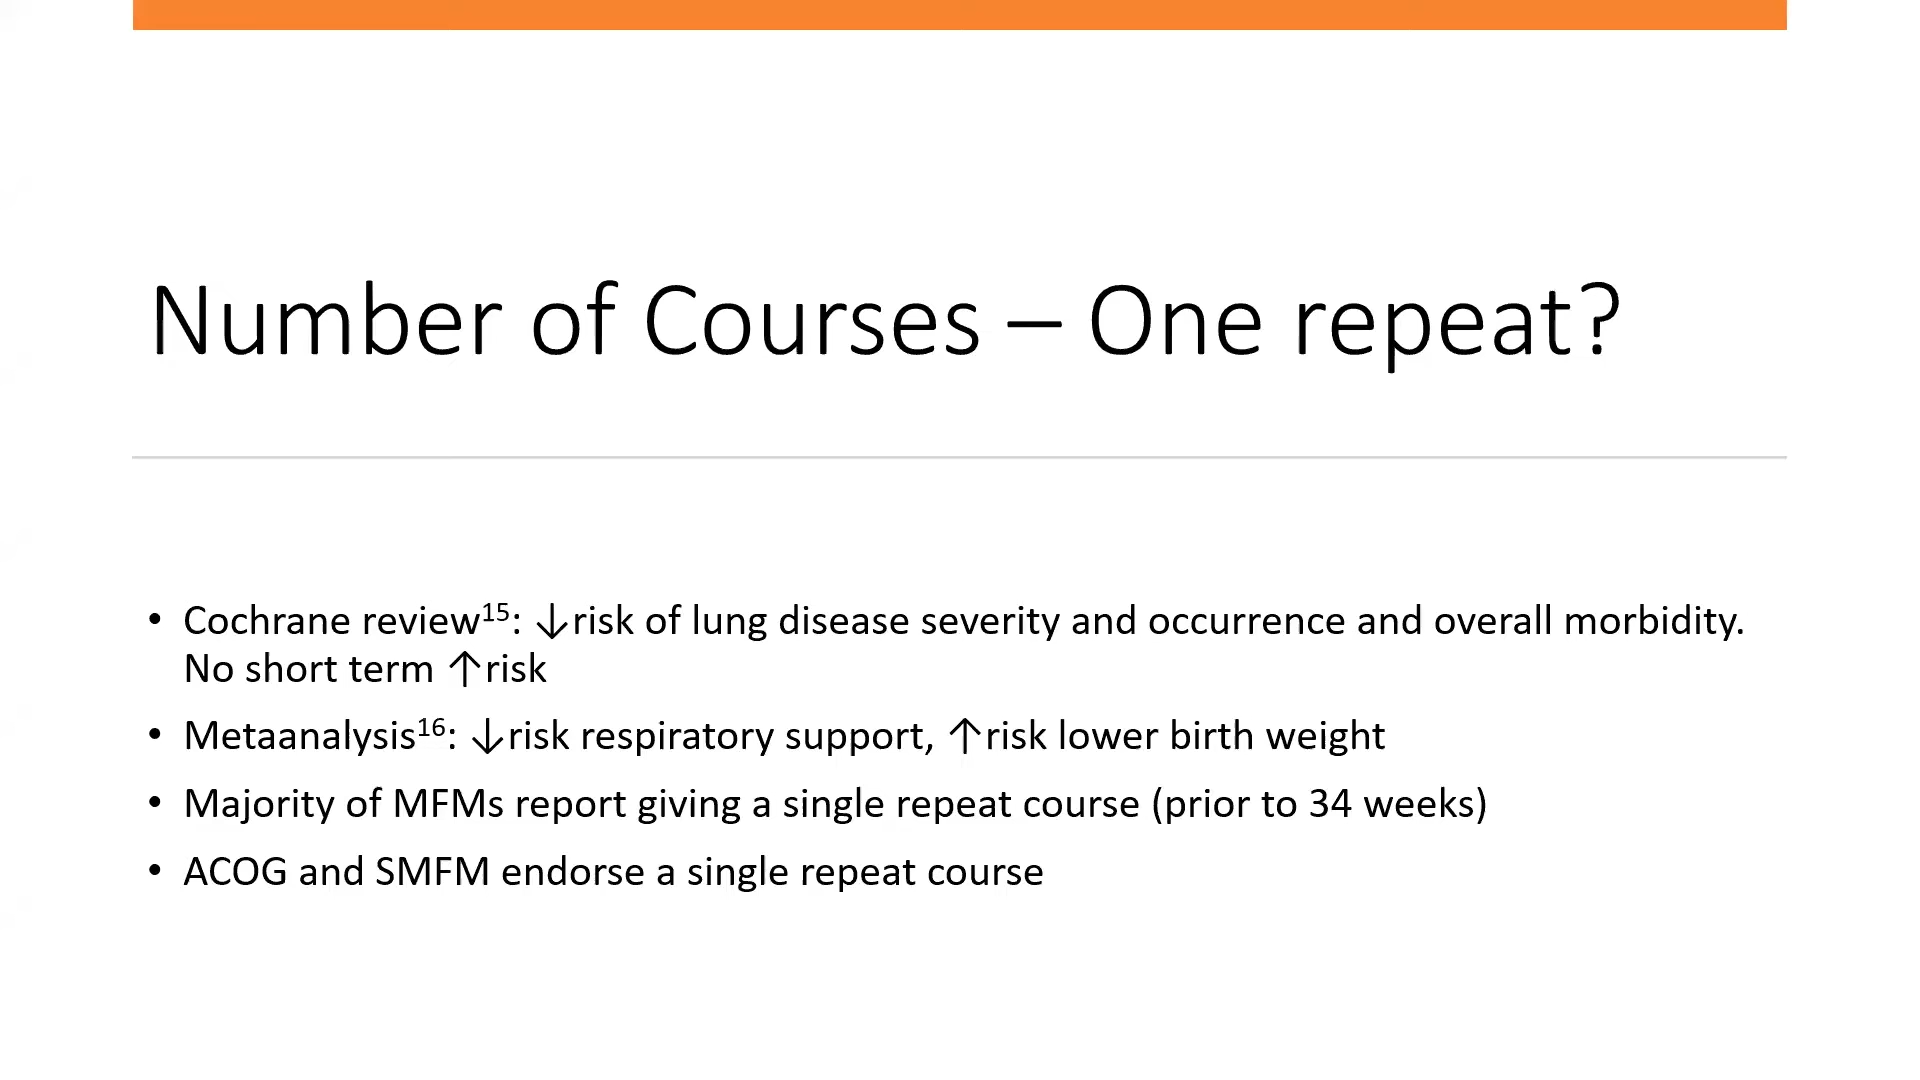 Number of Courses – One repeat?
• Cochrane review¹⁵: ↓risk of lung disease severity and occurrence and overall morbidity.
No short term ↑risk
• Metaanalysis¹⁶: ↓risk respiratory support, ↑risk lower birth weight
• Majority of MFMs report giving a single repeat course (prior to 34 weeks)
• ACOG and SMFM endorse a single repeat course